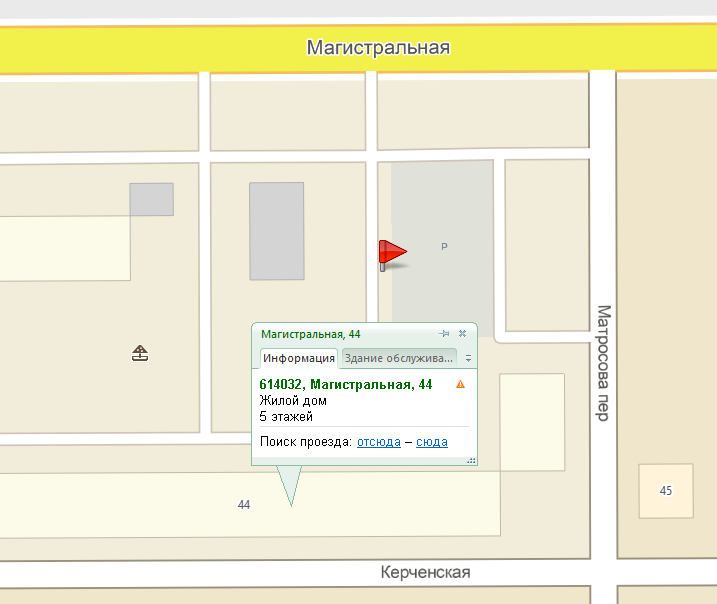 Магистральная
P
Матросова пер
Магистральная, 44
Информация
Здание обслужива...
614032, Магистральная, 44
Жилой дом
5 этажей
Поиск проезда: отсюда – сюда
44
45
Керченская